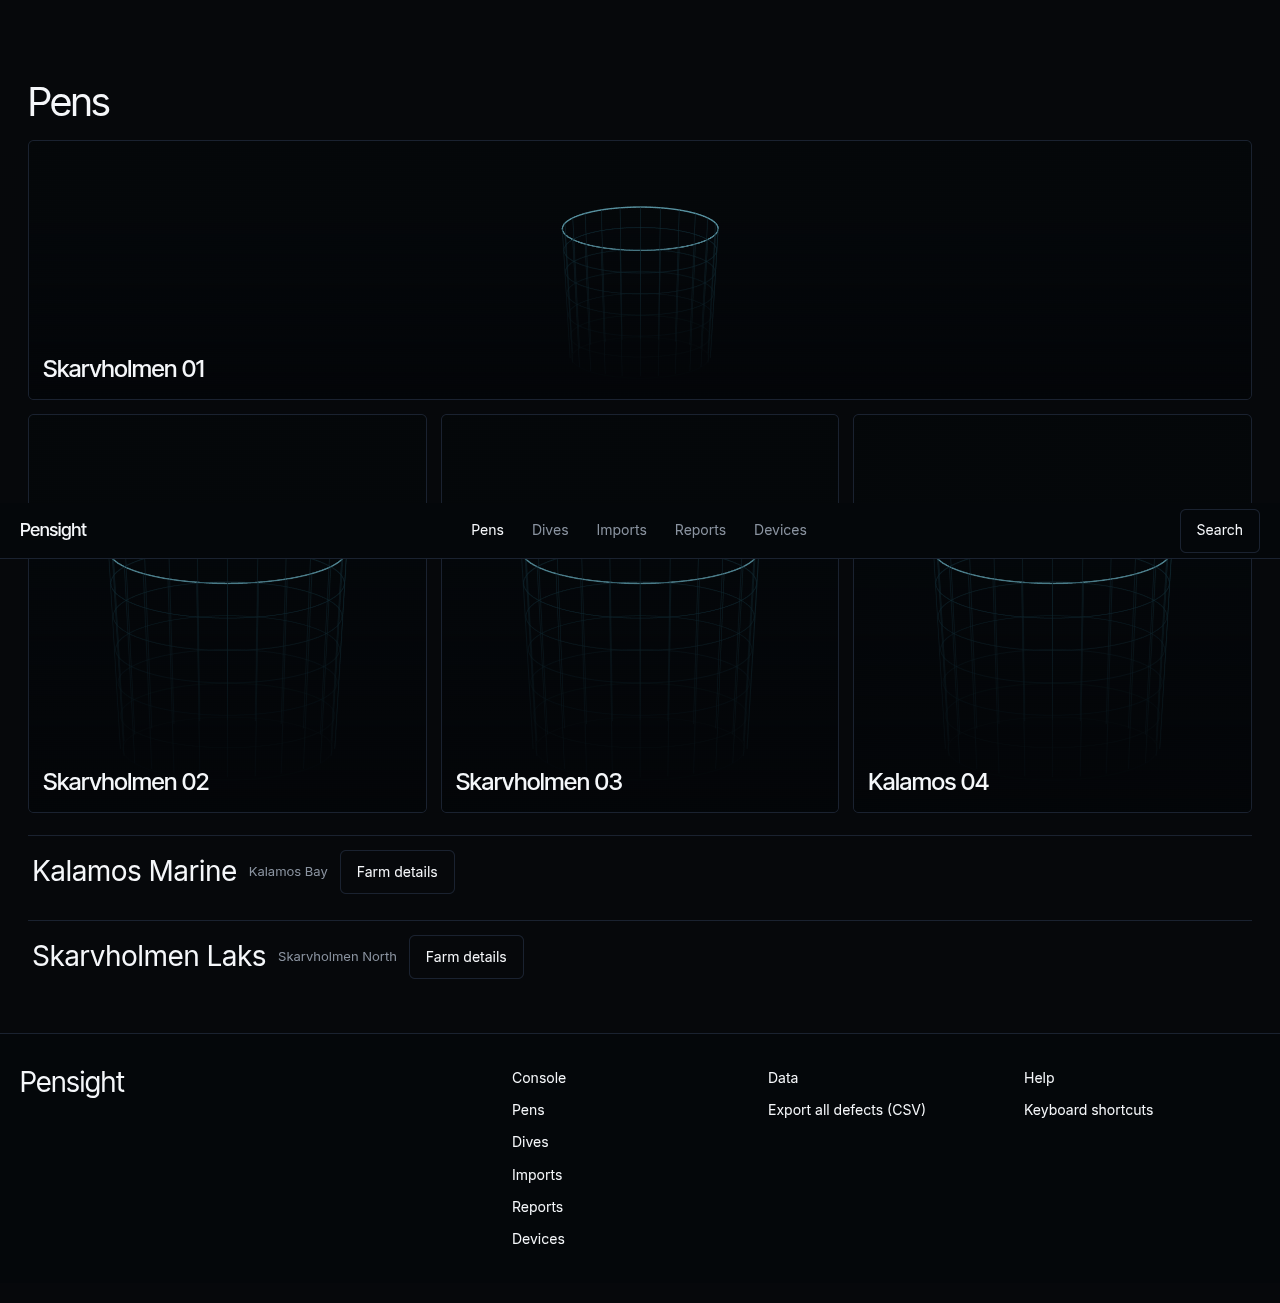 Pens
Skarvholmen 01
Pensight
Pens
Dives
Imports
Reports
Devices
Search
Skarvholmen 02
Skarvholmen 03
Kalamos 04
Kalamos Marine
Kalamos Bay
Farm details
Skarvholmen Laks
Skarvholmen North
Farm details
Pensight
Console
Pens
Dives
Imports
Reports
Devices
Data
Export all defects (CSV)
Help
Keyboard shortcuts